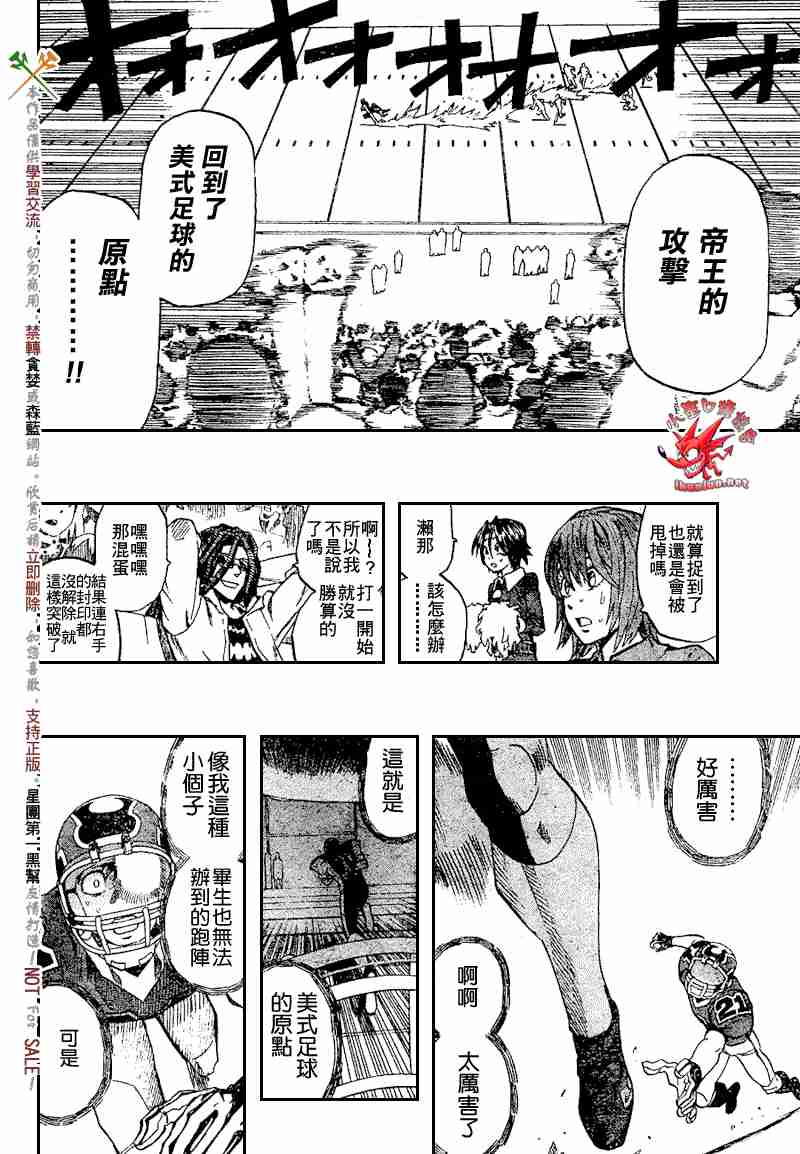 オォオォオォオォ
帝王的
攻擊
回到了
美式足球的
原點
…………!!
就算捉到了
也還是會被
甩掉嗎
瀨那
該怎麼辦
啊~?
所以我
不是說
了嗎
打一開始
就沒
勝算的
嘿嘿嘿
那混蛋
結果連右手
的封印都
沒解除 就
這樣突破了
……
好厲害
啊啊
太厲害了
21
這就是
美式足球
的原點
像我這種
小個子
畢生也無法
辦到的跑陣
可是
本作品僅供學習交流,切勿商用,禁轉貪婪或森藍網站。欣賞后請立即刪除,如您喜歡,支持正版。星團第一黑幫友情打造!NOT For SALE!